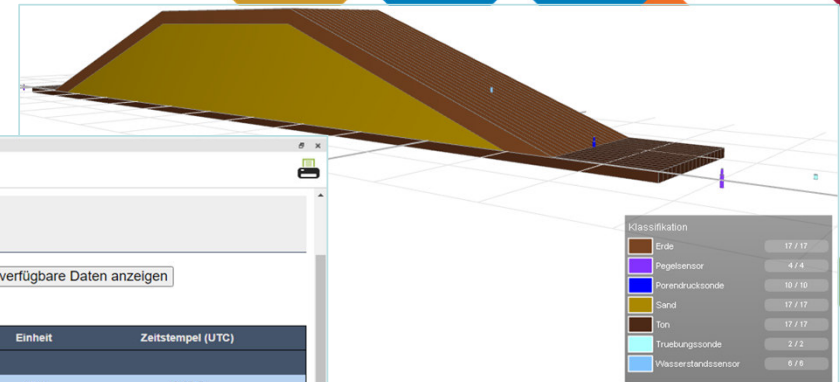 verfügbare Daten anzeigen
Einheit Zeitstempel (UTC)
Klassifikation
Erde 17 / 17
Pegelsensor 4 / 4
Porendrucksonde 10 / 10
Sand 17 / 17
Ton 17 / 17
Truebungssonde 2 / 2
Wasserstandssensor 6 / 6